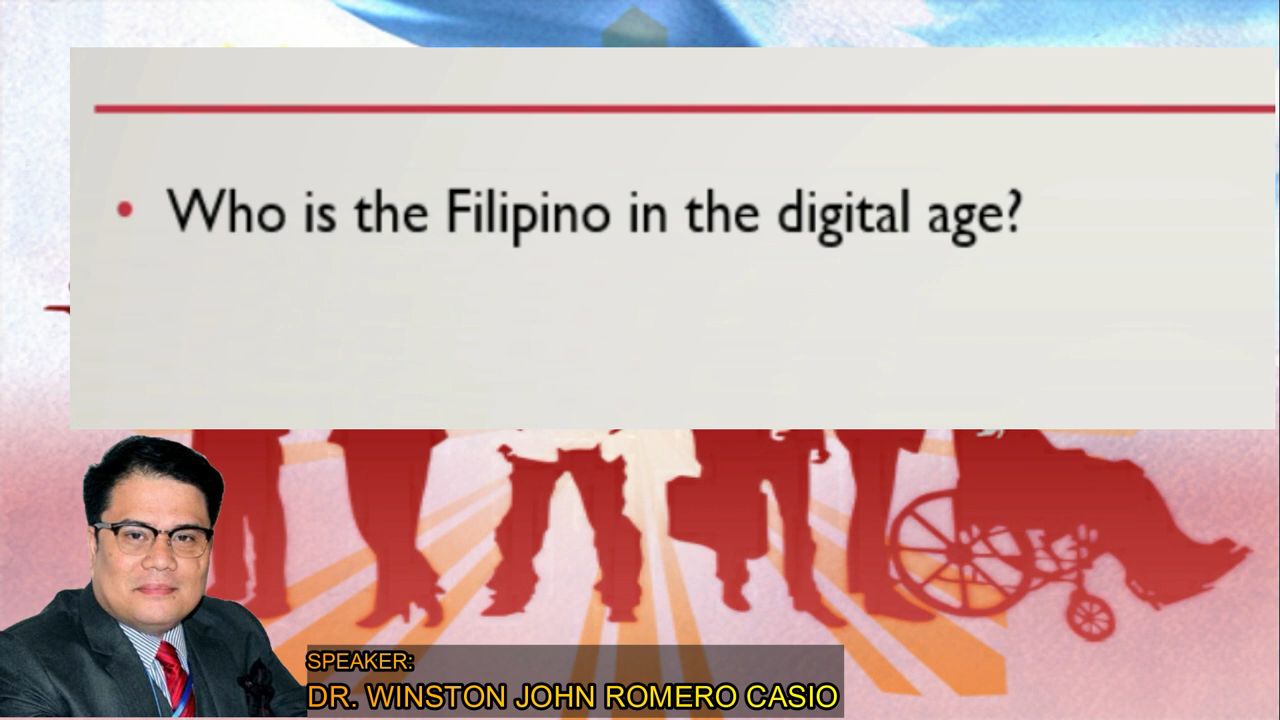 • Who is the Filipino in the digital age?
SPEAKER:
DR. WINSTON JOHN ROMERO CASIO